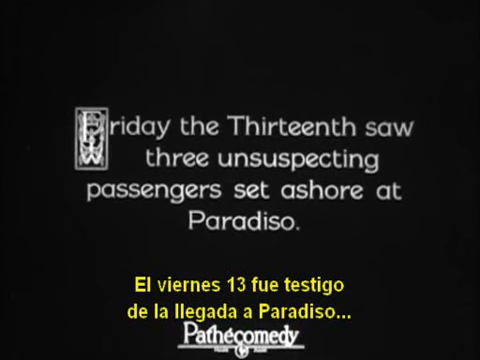 Friday the Thirteenth saw
three unsuspecting
passengers set ashore at
Paradiso.
El viernes 13 fue testigo
de la llegada a Paradiso...
Pathécomedy